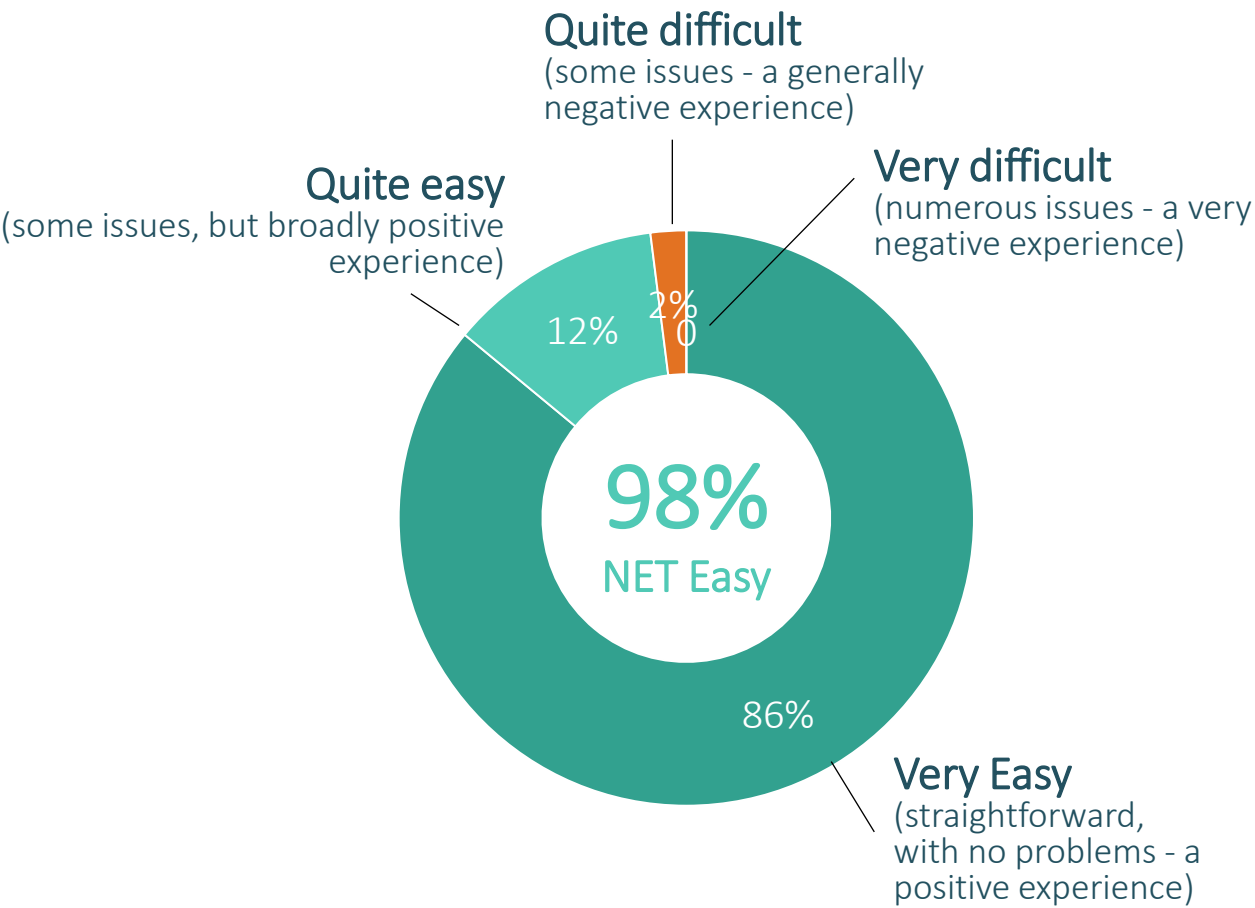 Quite difficult
(some issues - a generally
negative experience)
Very difficult
(numerous issues - a very
negative experience)
Quite easy
(some issues, but broadly positive
experience)
2%
0
12%
98%
NET Easy
86%
Very Easy
(straightforward,
with no problems - a
positive experience)